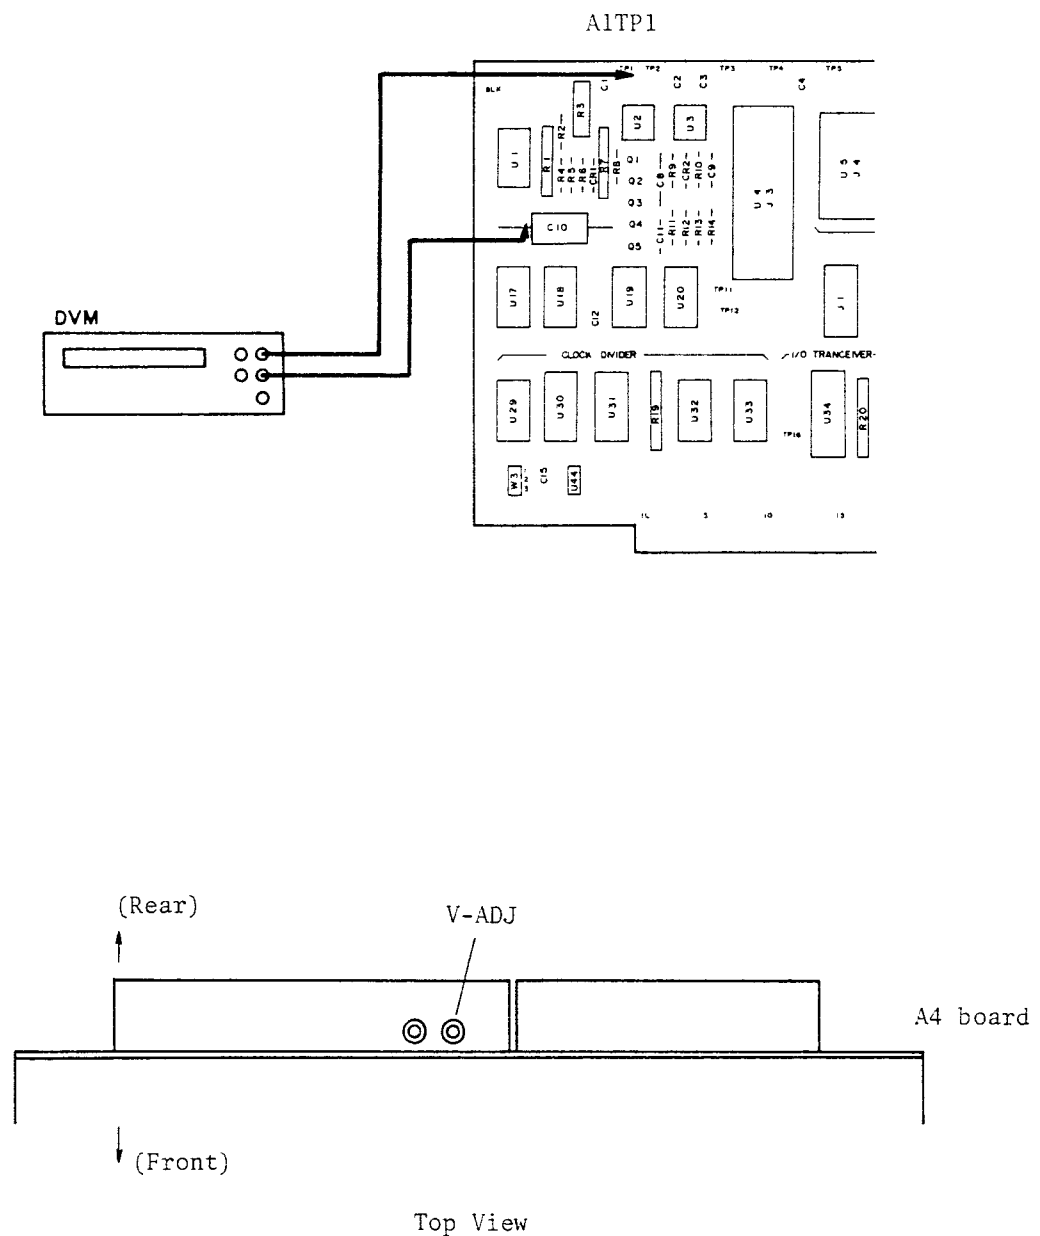 A1TP1
TP1 TP2 TP3 TP4 TP5
BLK
C1 C2 C3 C4
R3
R2
U2 U3
U1
R1
R4
R5
R6
CR1
R7
R8
Q1
Q2
Q3
Q4
Q5
C8
R9
CR2
R10
C9
C11
R11
R12
R13
R14
U4
J3
U5
J4
C10
U17 U18 C12 U19 U20
TP11
TP12
J1
DVM
CLOCK DIVIDER I/O TRANCEIVER
U29 U30 U31 R19 U32 U33 TP16 U34 R20
W3 C15 U44
5 10 15
(Rear)
V-ADJ
A4 board
(Front)
Top View